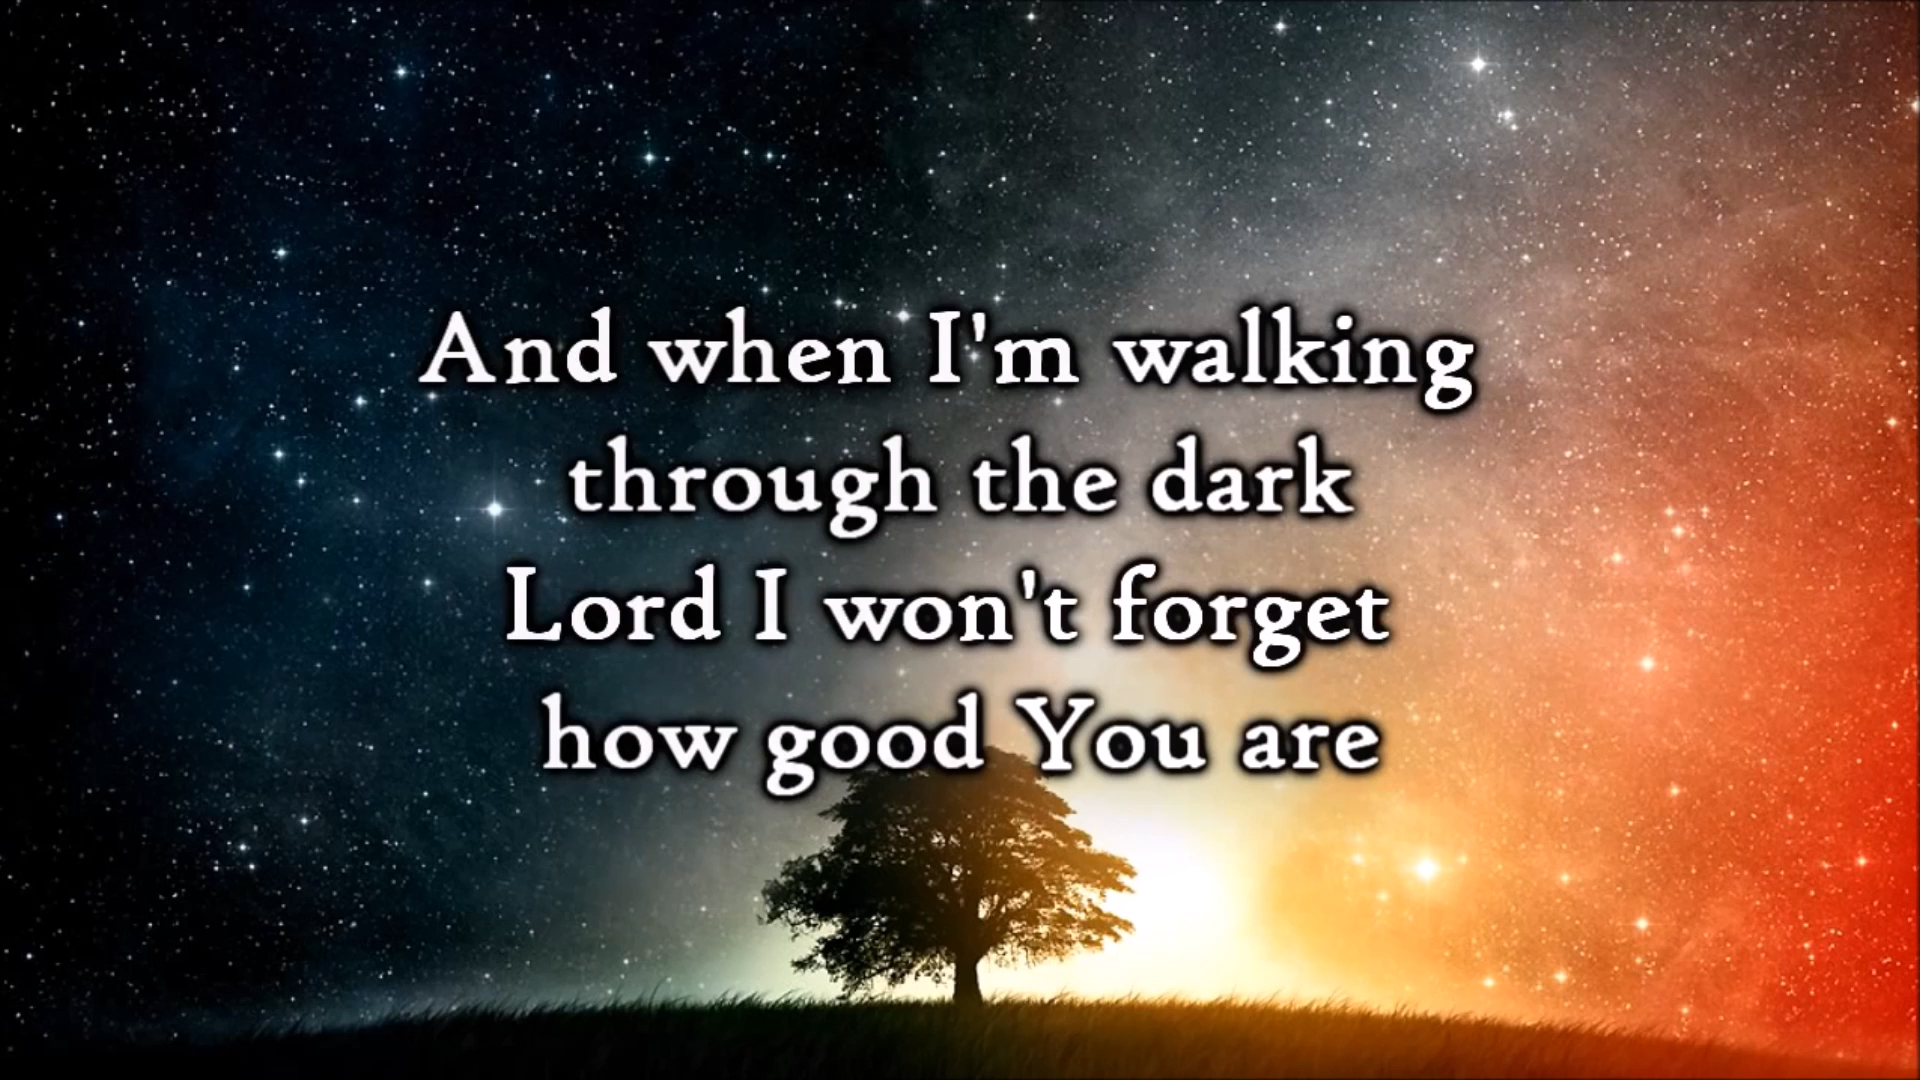 And when I'm walking
through the dark
Lord I won't forget
how good You are